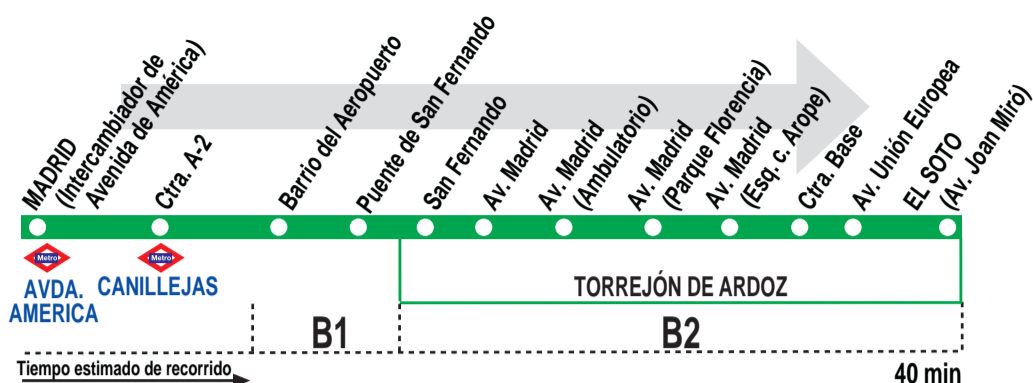 MADRID
(Intercambiador de
Avenida de América)
Ctra. A-2
Barrio del Aeropuerto
Puente de San Fernando
San Fernando
Av. Madrid
Av. Madrid
(Ambulatorio)
Av. Madrid
(Parque Florencia)
Av. Madrid
(Esq. c. Arope)
Ctra. Base
Av. Unión Europea
EL SOTO
(Av. Joan Miró)
Metro
AVDA.
AMERICA
Metro
CANILLEJAS
TORREJÓN DE ARDOZ
B1
B2
Tiempo estimado de recorrido
40 min